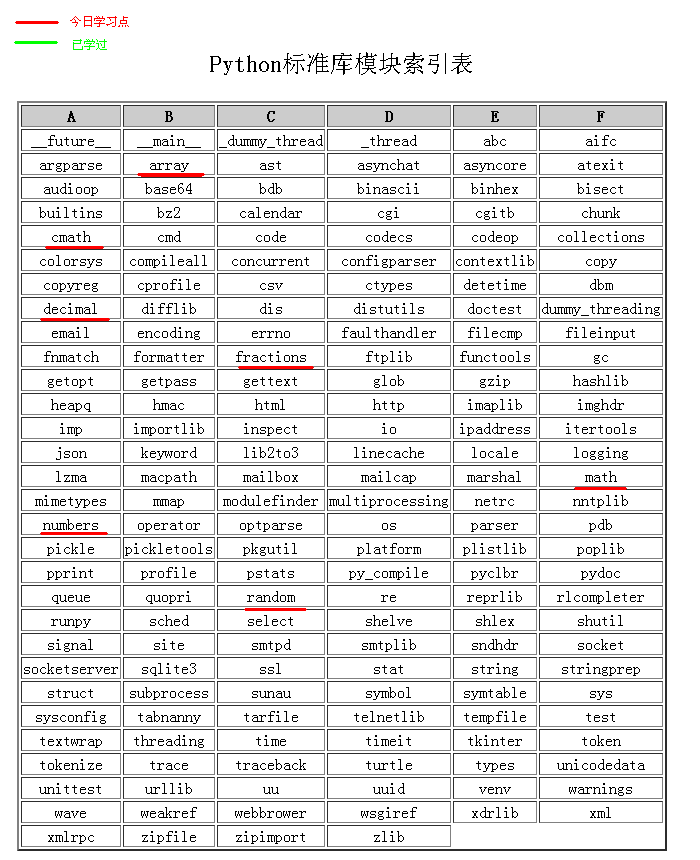 今日学习点
已学过
Python标准库模块索引表
A B C D E F
__future__ __main__ _dummy_thread _thread abc aifc
argparse array ast asynchat asyncore atexit
audioop base64 bdb binascii binhex bisect
builtins bz2 calendar cgi cgitb chunk
cmath cmd code codecs codeop collections
colorsys compileall concurrent configparser contextlib copy
copyreg cprofile csv ctypes detetime dbm
decimal difflib dis distutils doctest dummy_threading
email encoding errno faulthandler filecmp fileinput
fnmatch formatter fractions ftplib functools gc
getopt getpass gettext glob gzip hashlib
heapq hmac html http imaplib imghdr
imp importlib inspect io ipaddress itertools
json keyword lib2to3 linecache locale logging
lzma macpath mailbox mailcap marshal math
mimetypes mmap modulefinder multiprocessing netrc nntplib
numbers operator optparse os parser pdb
pickle pickletools pkgutil platform plistlib poplib
pprint profile pstats py_compile pyclbr pydoc
queue quopri random re reprlib rlcompleter
runpy sched select shelve shlex shutil
signal site smtpd smtplib sndhdr socket
socketserver sqlite3 ssl stat string stringprep
struct subprocess sunau symbol symtable sys
sysconfig tabnanny tarfile telnetlib tempfile test
textwrap threading time timeit tkinter token
tokenize trace traceback turtle types unicodedata
unittest urllib uu uuid venv warnings
wave weakref webbrower wsgiref xdrlib xml
xmlrpc zipfile zipimport zlib